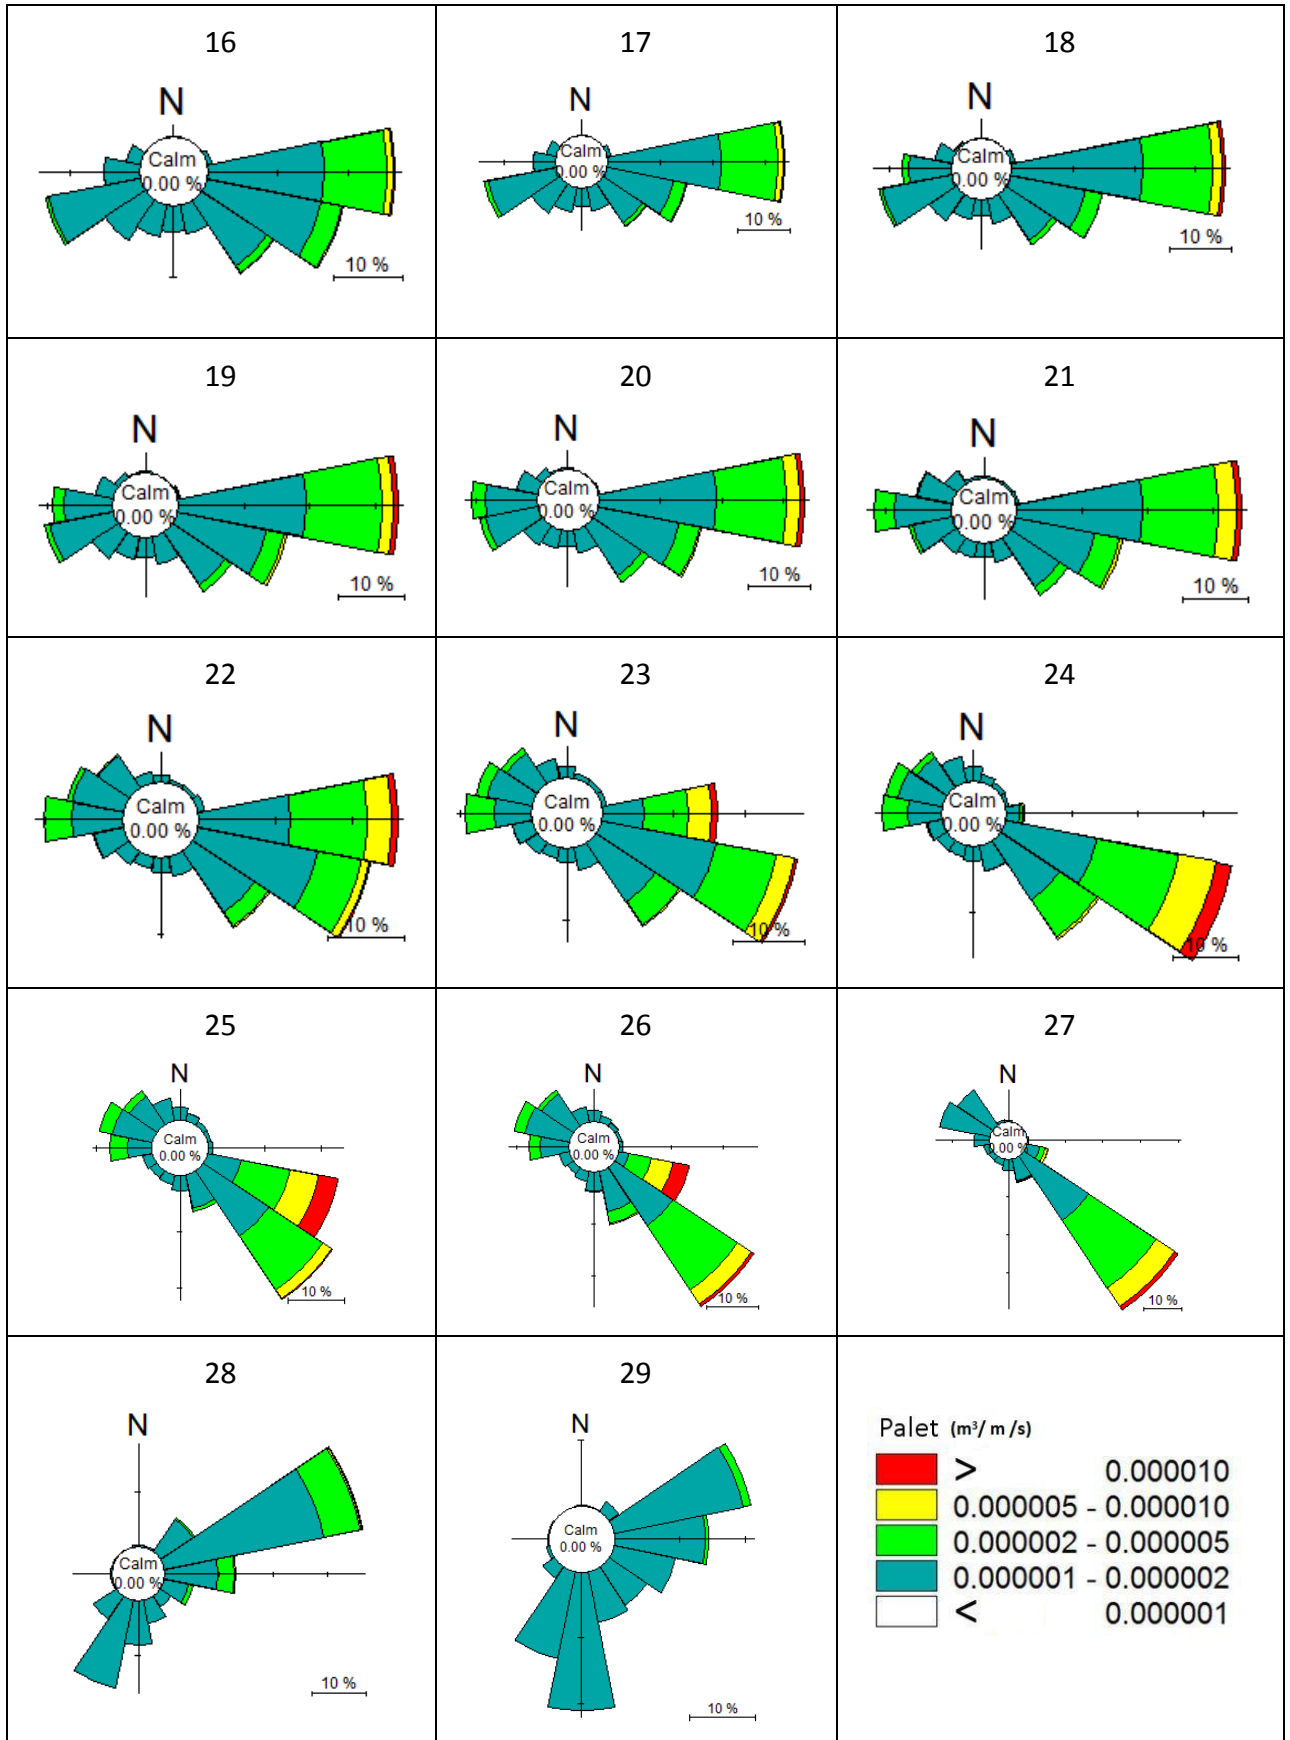 16
17
18
N
Calm
0.00 %
10 %
N
Calm
0.00 %
10 %
N
Calm
0.00 %
10 %
19
20
21
N
Calm
0.00 %
10 %
N
Calm
0.00 %
10 %
N
Calm
0.00 %
10 %
22
23
24
N
Calm
0.00 %
10 %
N
Calm
0.00 %
10 %
N
Calm
0.00 %
10 %
25
26
27
N
Calm
0.00 %
10 %
N
Calm
0.00 %
10 %
N
Calm
0.00 %
10 %
28
29
N
Calm
0.00 %
10 %
N
Calm
0.00 %
10 %
Palet (m³/ m /s)
> 0.000010
0.000005 - 0.000010
0.000002 - 0.000005
0.000001 - 0.000002
< 0.000001